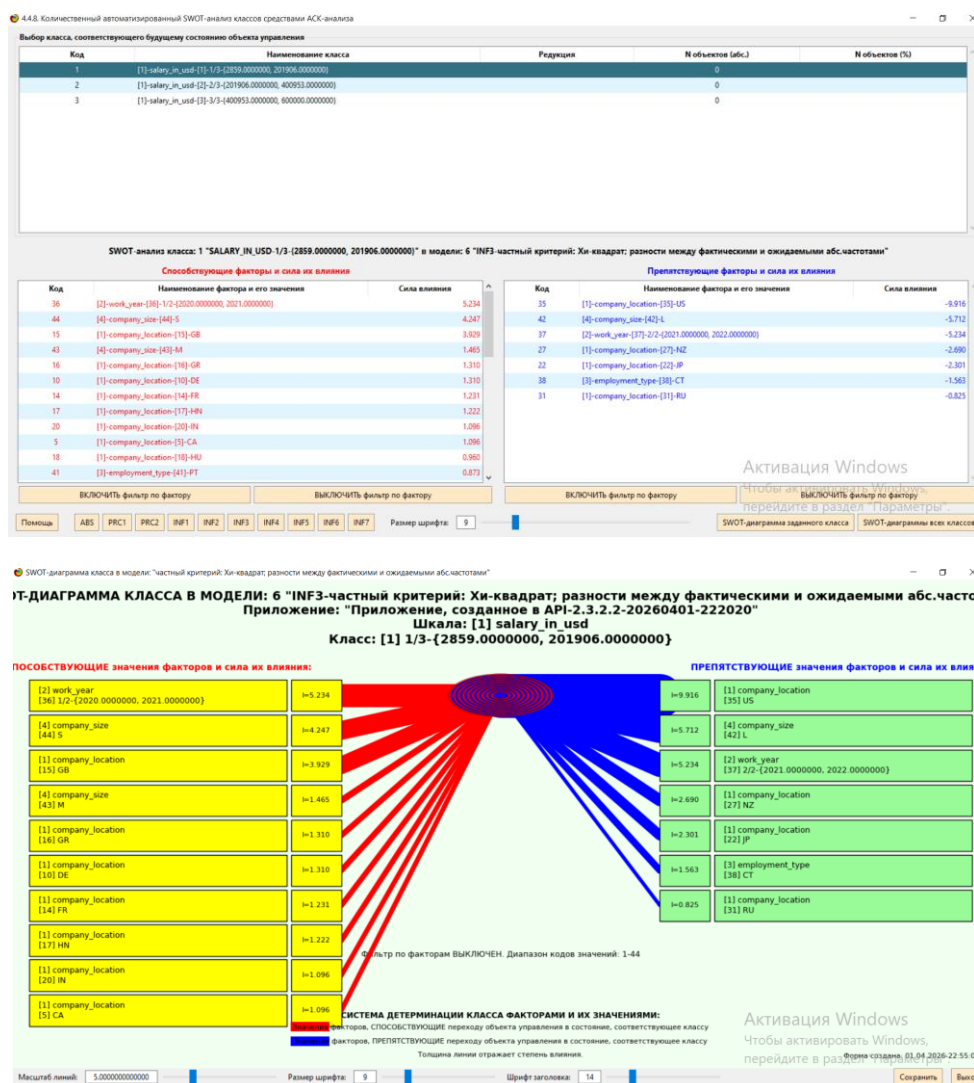 4.4.8. Количественный автоматизированный SWOT-анализ классов средствами АСК-анализа
Выбор класса, соответствующего будущему состоянию объекта управления
Код Наименование класса Редукция N объектов (абс.) N объектов (%)
1 [1]-salary_in_usd-[1]-1/3-{2859.0000000, 201906.0000000} 0
2 [1]-salary_in_usd-[2]-2/3-{201906.0000000, 400953.0000000} 0
3 [1]-salary_in_usd-[3]-3/3-{400953.0000000, 600000.0000000} 0
SWOT-анализ класса: 1 "SALARY_IN_USD-1/3-{2859.0000000, 201906.0000000}" в модели: 6 "INF3-частный критерий: Хи-квадрат; разности между фактическими и ожидаемыми абс.частотами"
Способствующие факторы и сила их влияния
Код Наименование фактора и его значения Сила влияния
36 [2]-work_year-[36]-1/2-{2020.0000000, 2021.0000000} 5.234
44 [4]-company_size-[44]-S 4.247
15 [1]-company_location-[15]-GB 3.929
43 [4]-company_size-[43]-M 1.465
16 [1]-company_location-[16]-GR 1.310
10 [1]-company_location-[10]-DE 1.310
14 [1]-company_location-[14]-FR 1.231
17 [1]-company_location-[17]-HN 1.222
20 [1]-company_location-[20]-IN 1.096
5 [1]-company_location-[5]-CA 1.096
18 [1]-company_location-[18]-HU 0.960
41 [3]-employment_type-[41]-PT 0.873
Препятствующие факторы и сила их влияния
Код Наименование фактора и его значения Сила влияния
35 [1]-company_location-[35]-US -9.916
42 [4]-company_size-[42]-L -5.712
37 [2]-work_year-[37]-2/2-{2021.0000000, 2022.0000000} -5.234
27 [1]-company_location-[27]-NZ -2.690
22 [1]-company_location-[22]-JP -2.301
38 [3]-employment_type-[38]-CT -1.563
31 [1]-company_location-[31]-RU -0.825
ВКЛЮЧИТЬ фильтр по фактору ВЫКЛЮЧИТЬ фильтр по фактору ВКЛЮЧИТЬ фильтр по фактору ВЫКЛЮЧИТЬ фильтр по фактору
Активация Windows
Чтобы активировать Windows,
перейдите в раздел "Параметры".
Помощь ABS PRC1 PRC2 INF1 INF2 INF3 INF4 INF5 INF6 INF7 Размер шрифта: 9 SWOT-диаграмма заданного класса SWOT-диаграммы всех классов
SWOT-диаграмма класса в модели: "частный критерий: Хи-квадрат; разности между фактическими и ожидаемыми абс.частотами"
ОТ-ДИАГРАММА КЛАССА В МОДЕЛИ: 6 "INF3-частный критерий: Хи-квадрат; разности между фактическими и ожидаемыми абс.часто
Приложение: "Приложение, созданное в API-2.3.2.2-20260401-222020"
Шкала: [1] salary_in_usd
Класс: [1] 1/3-{2859.0000000, 201906.0000000}
ПОСОБСТВУЮЩИЕ значения факторов и сила их влияния:
[2] work_year
[36] 1/2-{2020.0000000, 2021.0000000} I=5.234
[4] company_size
[44] S I=4.247
[1] company_location
[15] GB I=3.929
[4] company_size
[43] M I=1.465
[1] company_location
[16] GR I=1.310
[1] company_location
[10] DE I=1.310
[1] company_location
[14] FR I=1.231
[1] company_location
[17] HN I=1.222
[1] company_location
[20] IN I=1.096
[1] company_location
[5] CA I=1.096
ПРЕПЯТСТВУЮЩИЕ значения факторов и сила их влия
I=9.916 [1] company_location
[35] US
I=5.712 [4] company_size
[42] L
I=5.234 [2] work_year
[37] 2/2-{2021.0000000, 2022.0000000}
I=2.690 [1] company_location
[27] NZ
I=2.301 [1] company_location
[22] JP
I=1.563 [3] employment_type
[38] CT
I=0.825 [1] company_location
[31] RU
Фильтр по факторам ВЫКЛЮЧЕН. Диапазон кодов значений: 1-44
СИСТЕМА ДЕТЕРМИНАЦИИ КЛАССА ФАКТОРАМИ И ИХ ЗНАЧЕНИЯМИ:
факторов, СПОСОБСТВУЮЩИЕ переходу объекта управления в состояние, соответствующее классу
факторов, ПРЕПЯТСТВУЮЩИЕ переходу объекта управления в состояние, соответствующее классу
Толщина линии отражает степень влияния.
Активация Windows
Чтобы активировать Windows,
перейдите в раздел "Параметры".
Форма создана: 01.04.2026-22:55:0
Масштаб линий: 5.0000000000000 Размер шрифта: 9 Шрифт заголовка: 14 Сохранить Выхо